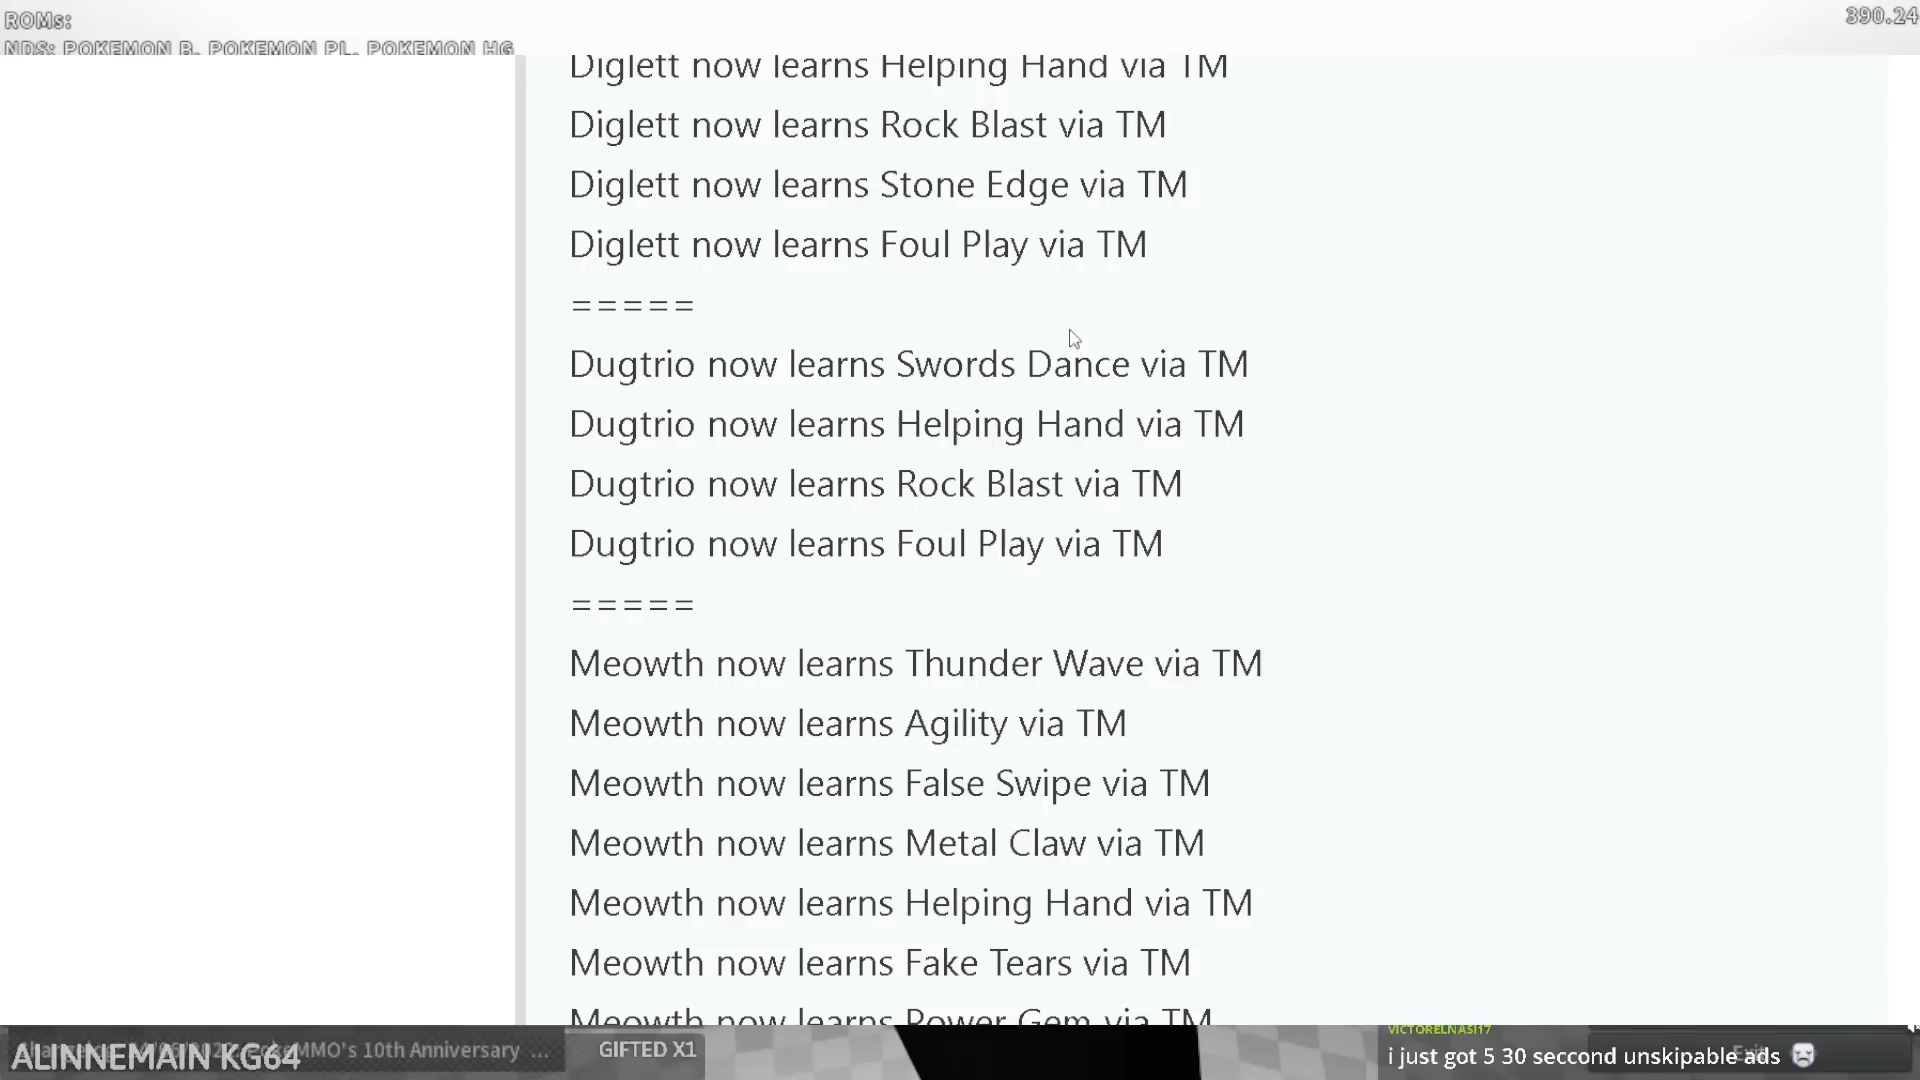 ROMs:
390.24
NDS: POKEMON B, POKEMON PL, POKEMON HG
Diglett now learns Helping Hand via TM
Diglett now learns Rock Blast via TM
Diglett now learns Stone Edge via TM
Diglett now learns Foul Play via TM
=====
Dugtrio now learns Swords Dance via TM
Dugtrio now learns Helping Hand via TM
Dugtrio now learns Rock Blast via TM
Dugtrio now learns Foul Play via TM
=====
Meowth now learns Thunder Wave via TM
Meowth now learns Agility via TM
Meowth now learns False Swipe via TM
Meowth now learns Metal Claw via TM
Meowth now learns Helping Hand via TM
Meowth now learns Fake Tears via TM
Meowth now learns Power Gem via TM
ALINNEMAIN KG64
PokeMMO's 10th Anniversary ...
GIFTED X1
VICTORELNASI17
i just got 5 30 seccond unskipable ads
Exit